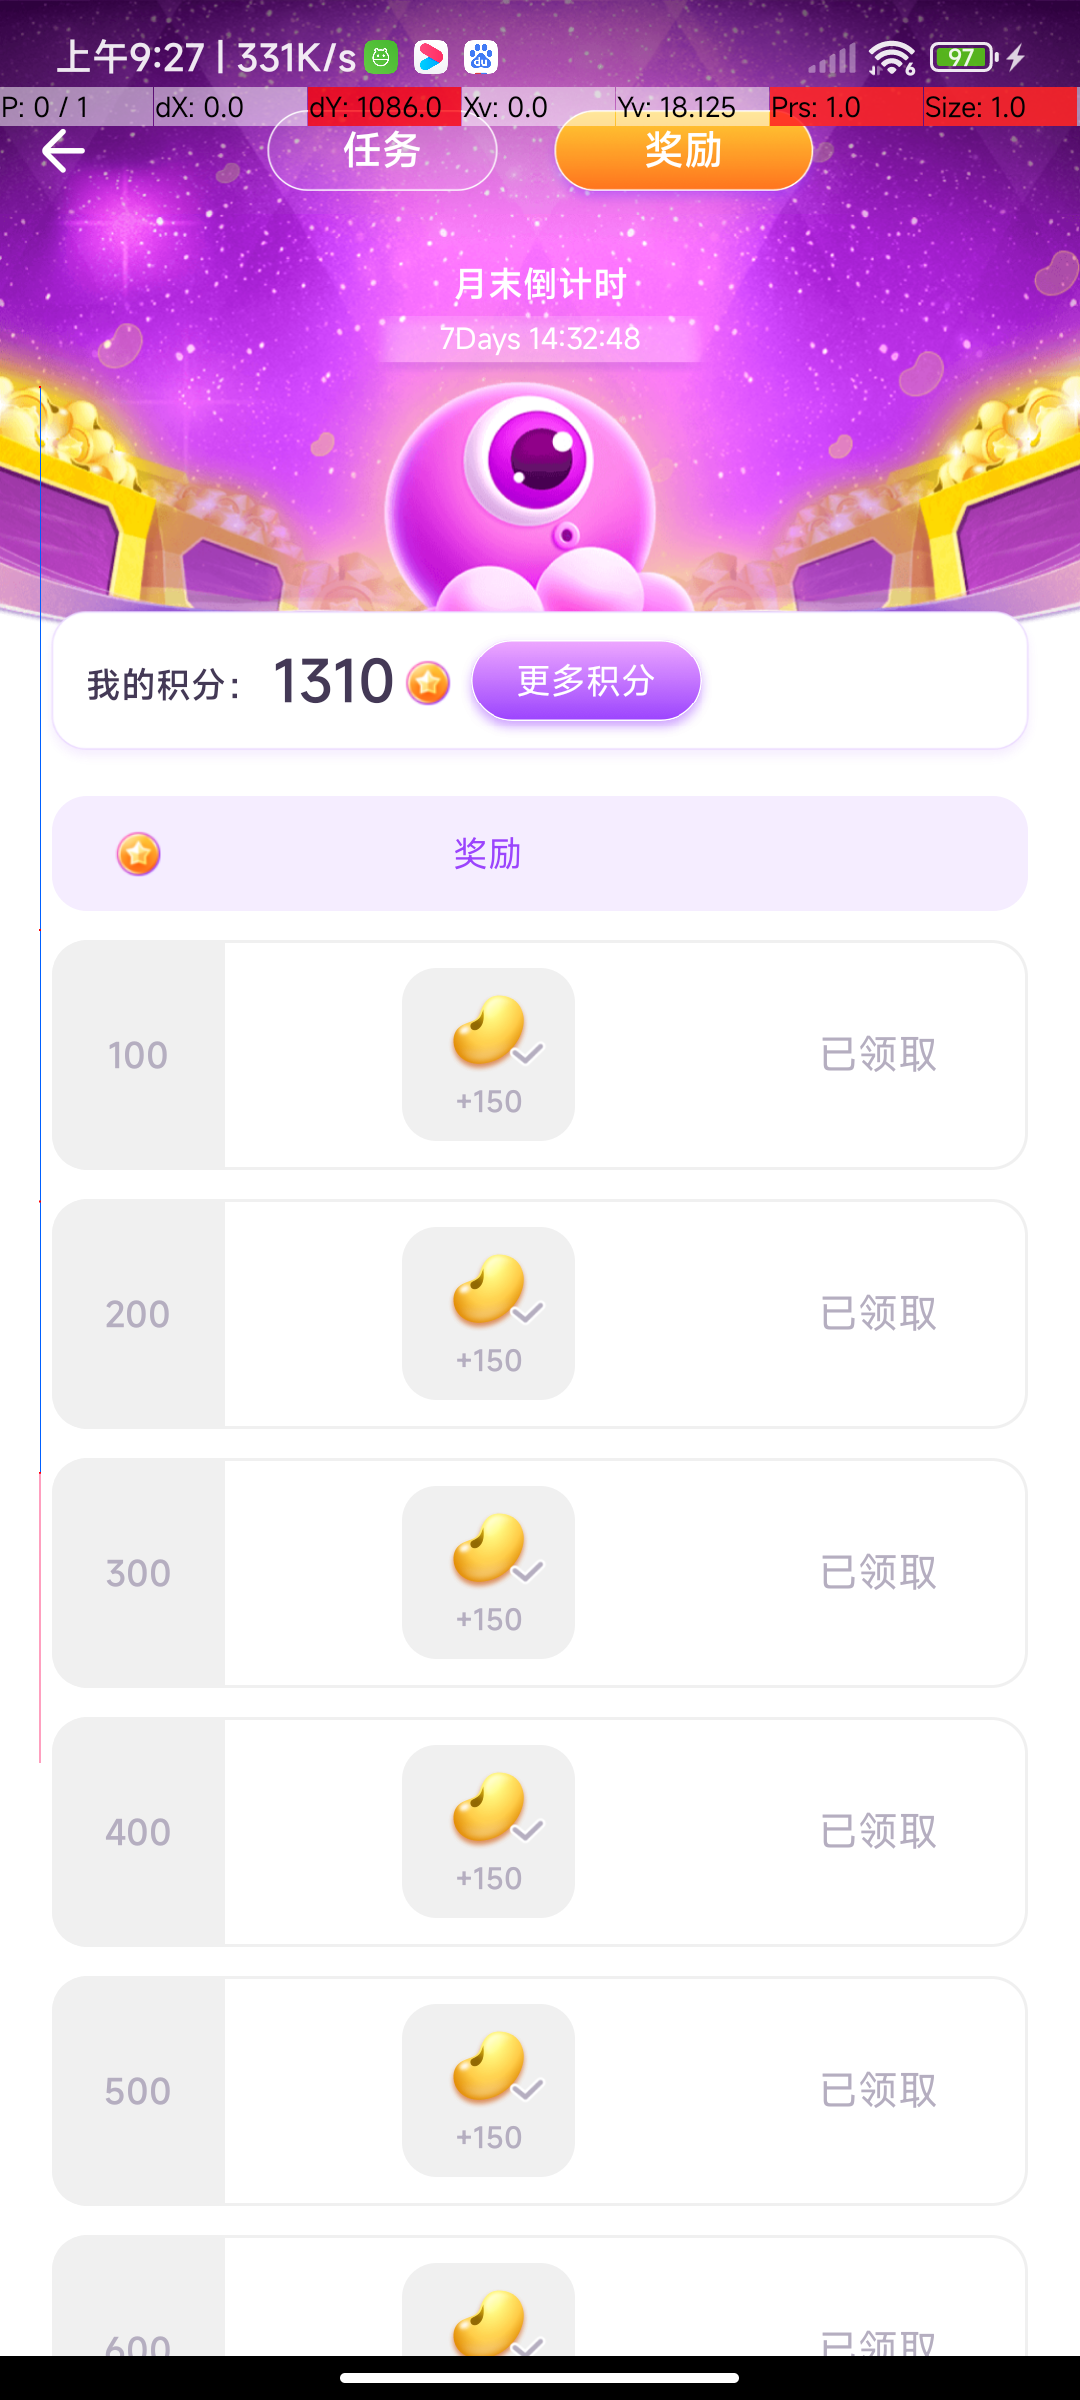 上午9:27 | 331K/s
97
P: 0 / 1 dX: 0.0 dY: 1086.0 Xv: 0.0 Yv: 18.125 Prs: 1.0 Size: 1.0
任务 奖励
月末倒计时
7Days 14:32:48
我的积分: 1310 更多积分
奖励
100 +150 已领取
200 +150 已领取
300 +150 已领取
400 +150 已领取
500 +150 已领取
600 已领取